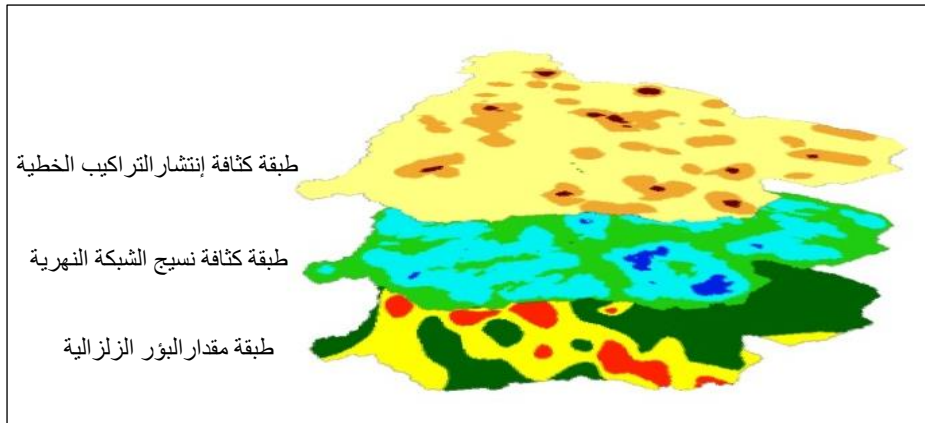 طبقة كثافة إنتشارالتراكيب الخطية
طبقة كثافة نسيج الشبكة النهرية
طبقة مقدارالبؤر الزلزالية